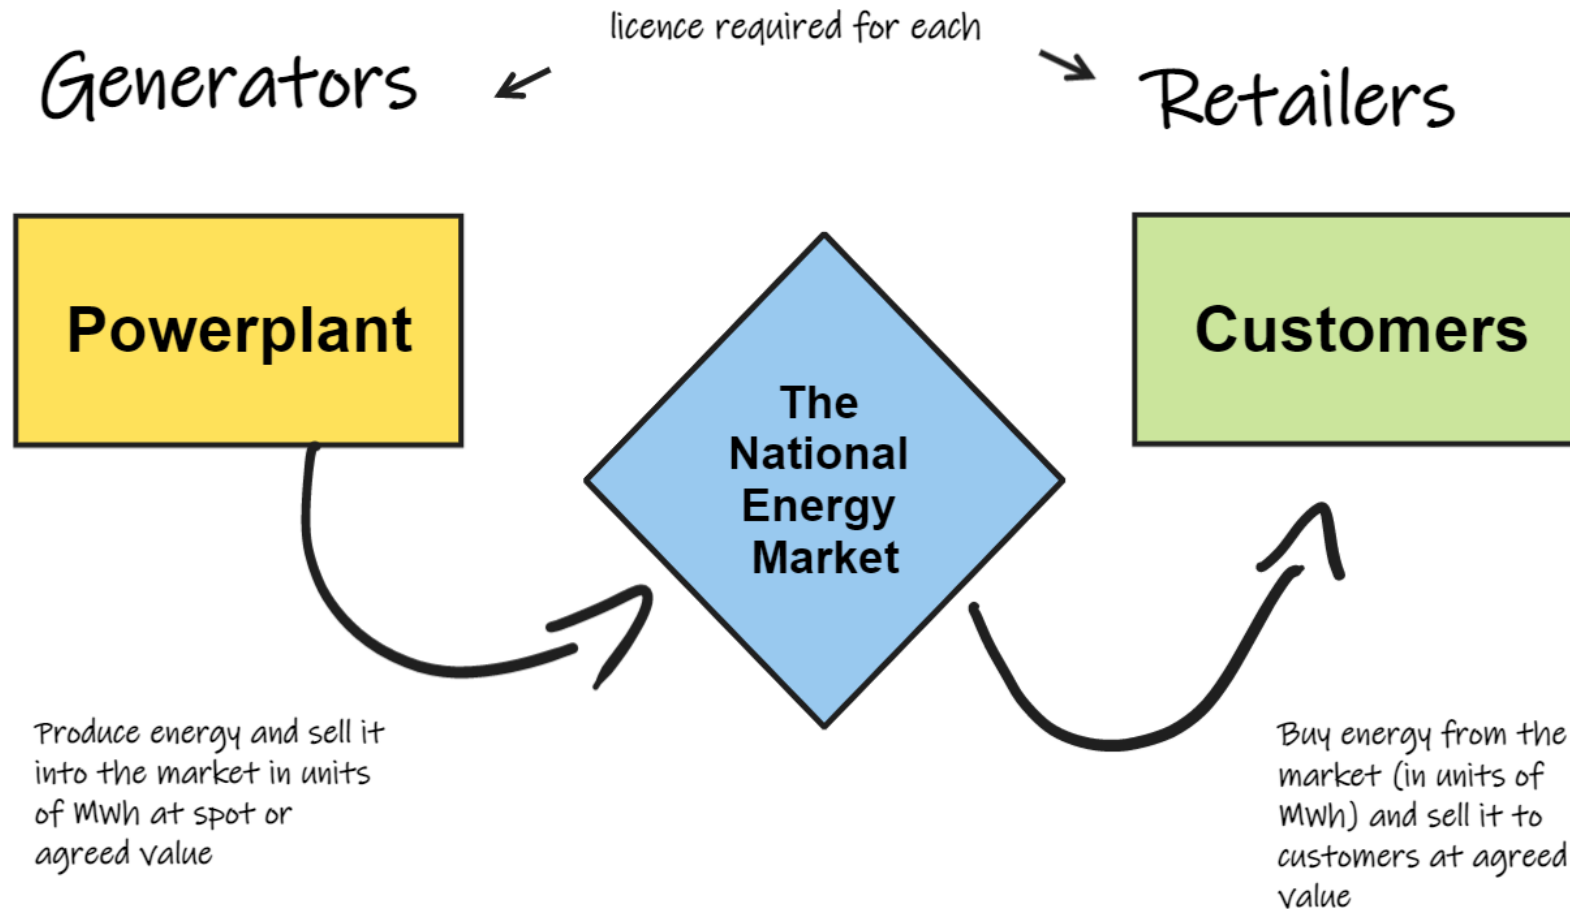 licence required for each
Generators
Retailers
Powerplant
Customers
The
National
Energy
Market
Produce energy and sell it
into the market in units
of MWh at spot or
agreed value
Buy energy from the
market (in units of
MWh) and sell it to
customers at agreed
value